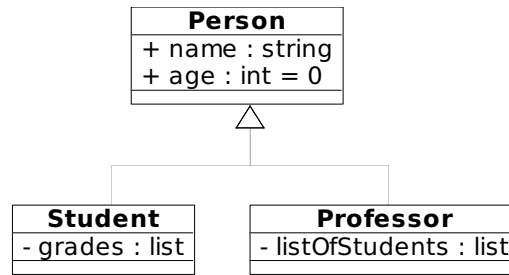 Person
+ name : string
+ age : int = 0
Student
- grades : list
Professor
- listOfStudents : list